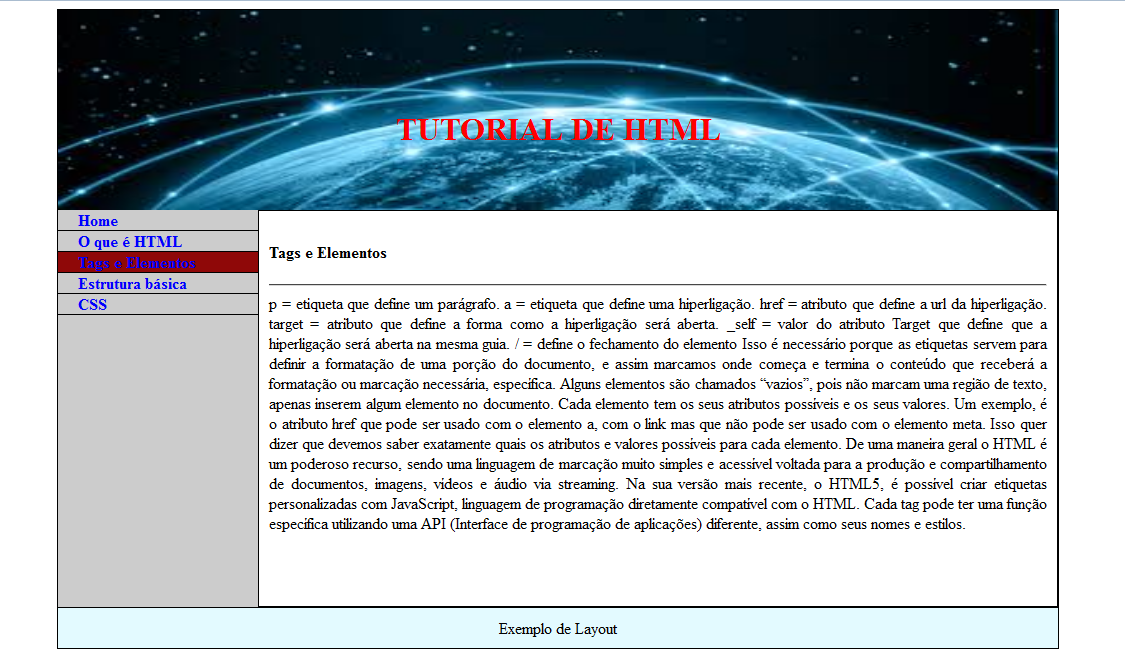 TUTORIAL DE HTML
Home
O que é HTML
Tags e Elementos
Estrutura básica
CSS
Tags e Elementos
p = etiqueta que define um parágrafo. a = etiqueta que define uma hiperligação. href = atributo que define a url da hiperligação.
target = atributo que define a forma como a hiperligação será aberta. _self = valor do atributo Target que define que a
hiperligação será aberta na mesma guia. / = define o fechamento do elemento Isso é necessário porque as etiquetas servem para
definir a formatação de uma porção do documento, e assim marcamos onde começa e termina o conteúdo que receberá a
formatação ou marcação necessária, específica. Alguns elementos são chamados “vazios”, pois não marcam uma região de texto,
apenas inserem algum elemento no documento. Cada elemento tem os seus atributos possíveis e os seus valores. Um exemplo, é
o atributo href que pode ser usado com o elemento a, com o link mas que não pode ser usado com o elemento meta. Isso quer
dizer que devemos saber exatamente quais os atributos e valores possíveis para cada elemento. De uma maneira geral o HTML é
um poderoso recurso, sendo uma linguagem de marcação muito simples e acessível voltada para a produção e compartilhamento
de documentos, imagens, vídeos e áudio via streaming. Na sua versão mais recente, o HTML5, é possível criar etiquetas
personalizadas com JavaScript, linguagem de programação diretamente compatível com o HTML. Cada tag pode ter uma função
específica utilizando uma API (Interface de programação de aplicações) diferente, assim como seus nomes e estilos.
Exemplo de Layout